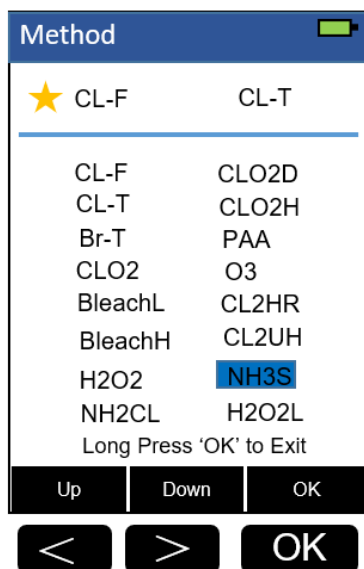 Method
CL-F CL-T
CL-F CLO2D
CL-T CLO2H
Br-T PAA
CLO2 O3
BleachL CL2HR
BleachH CL2UH
H2O2 NH3S
NH2CL H2O2L
Long Press ‘OK’ to Exit
Up Down OK
< > OK